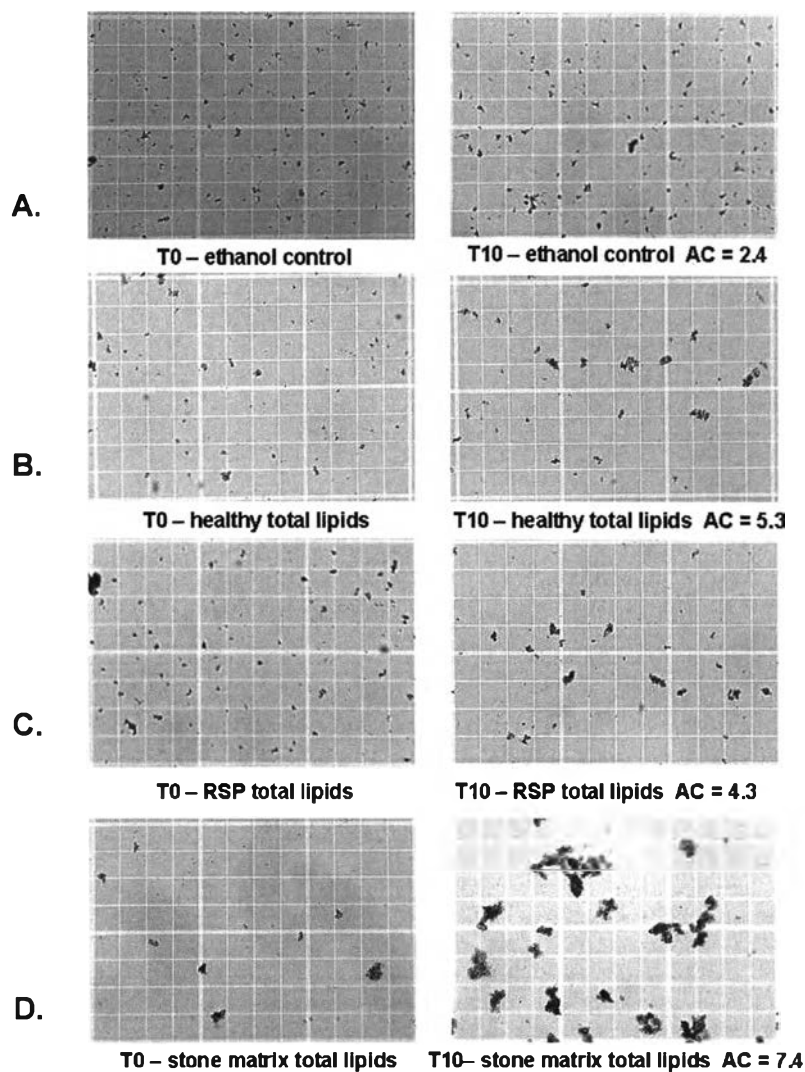 A.
T0 – ethanol control
T10 – ethanol control AC = 2.4
B.
T0 – healthy total lipids
T10 – healthy total lipids AC = 5.3
C.
T0 – RSP total lipids
T10 – RSP total lipids AC = 4.3
D.
T0 – stone matrix total lipids
T10– stone matrix total lipids AC = 7.4